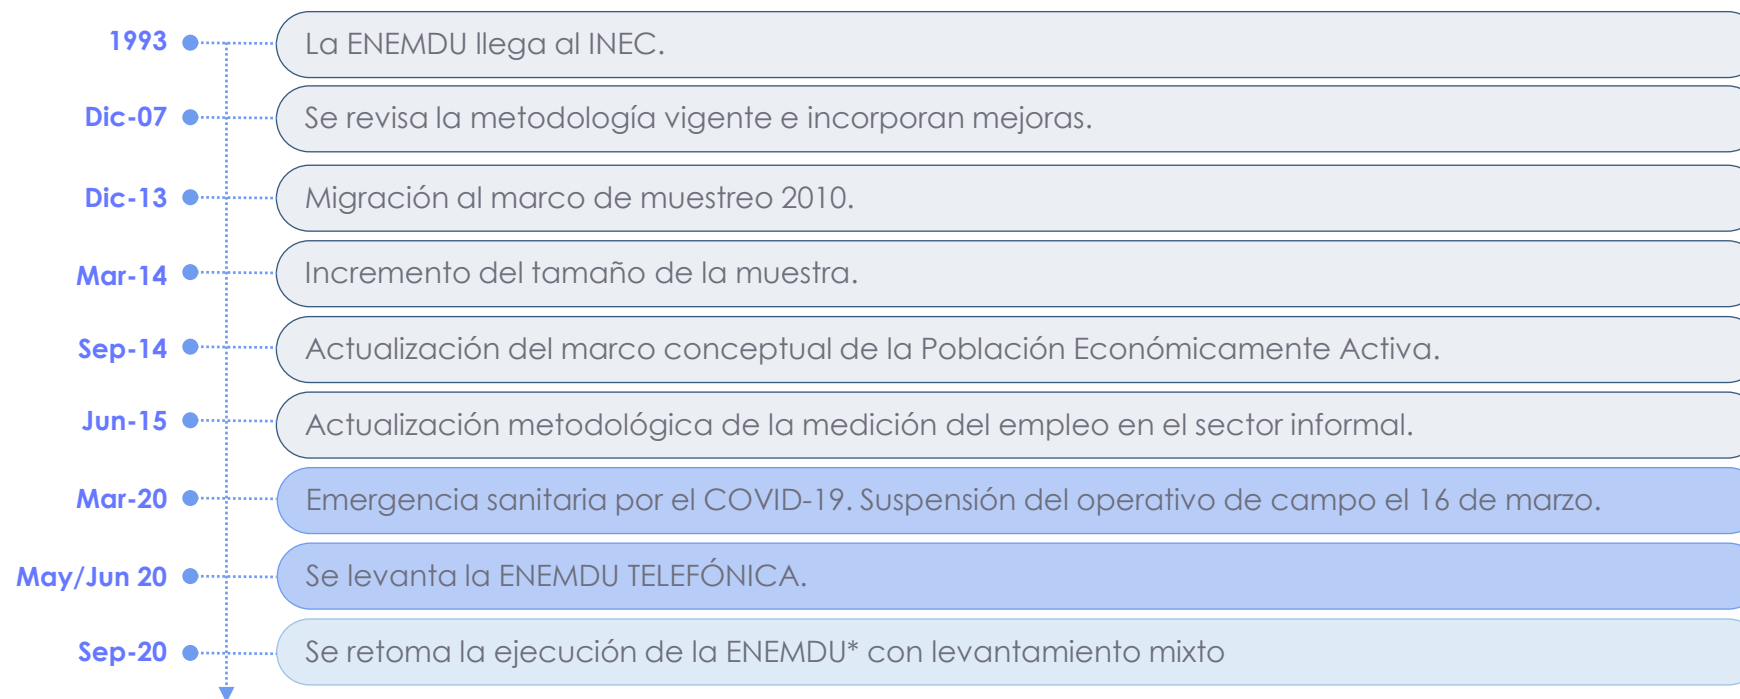 1993 La ENEMDU llega al INEC.
Dic-07 Se revisa la metodología vigente e incorporan mejoras.
Dic-13 Migración al marco de muestreo 2010.
Mar-14 Incremento del tamaño de la muestra.
Sep-14 Actualización del marco conceptual de la Población Económicamente Activa.
Jun-15 Actualización metodológica de la medición del empleo en el sector informal.
Mar-20 Emergencia sanitaria por el COVID-19. Suspensión del operativo de campo el 16 de marzo.
May/Jun 20 Se levanta la ENEMDU TELEFÓNICA.
Sep-20 Se retoma la ejecución de la ENEMDU* con levantamiento mixto